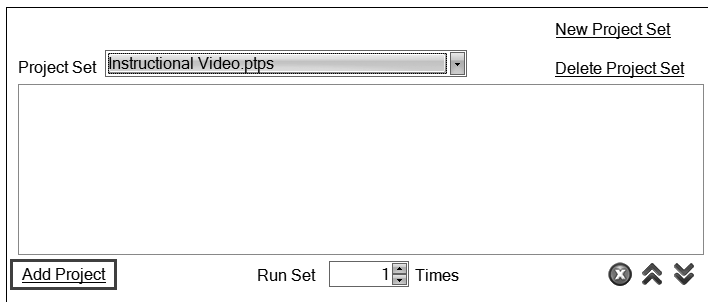 New Project Set
Project Set Instructional Video.ptps
Delete Project Set
Add Project Run Set 1 Times